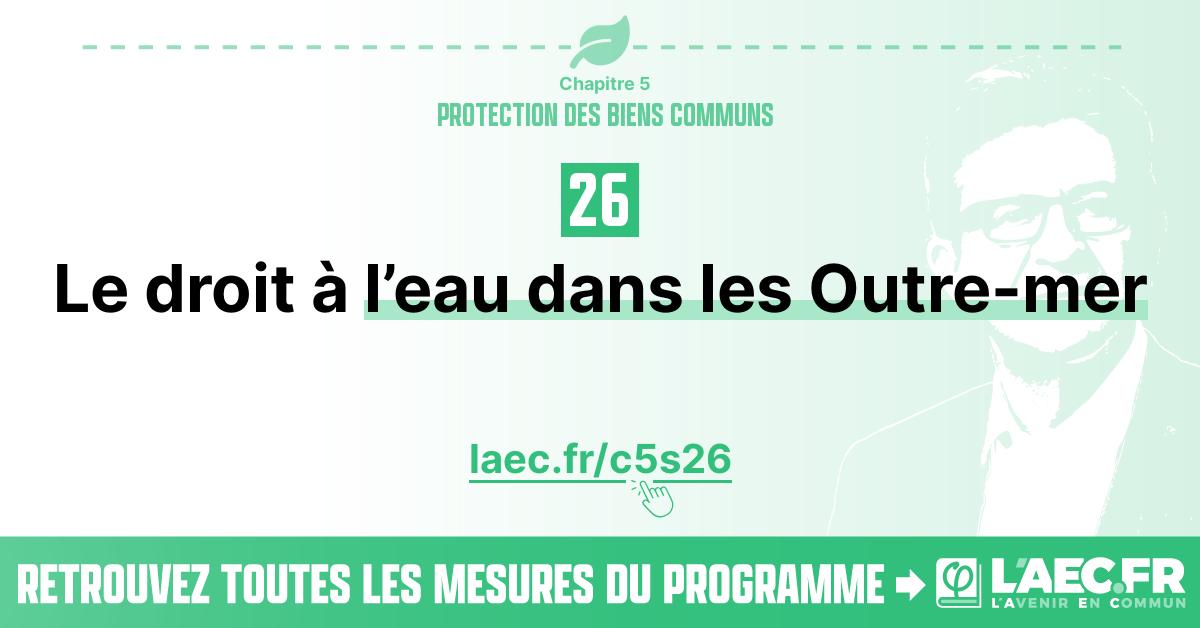 Chapitre 5
PROTECTION DES BIENS COMMUNS
26
Le droit à l’eau dans les Outre-mer
laec.fr/c5s26
RETROUVEZ TOUTES LES MESURES DU PROGRAMME
φ L'AEC.FR
L'AVENIR EN COMMUN